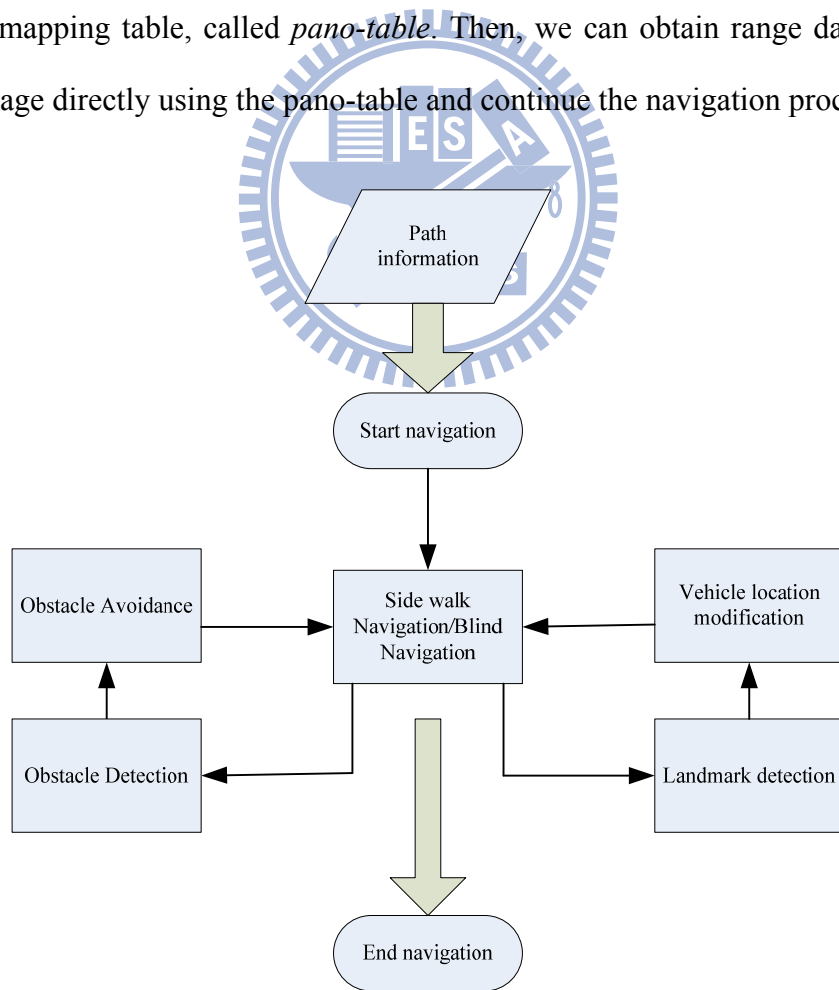 mapping table, called pano-table. Then, we can obtain range da
age directly using the pano-table and continue the navigation proc
E S A
Path
information
S
Start navigation
Obstacle Avoidance
Side walk
Navigation/Blind
Navigation
Vehicle location
modification
Obstacle Detection
Landmark detection
End navigation